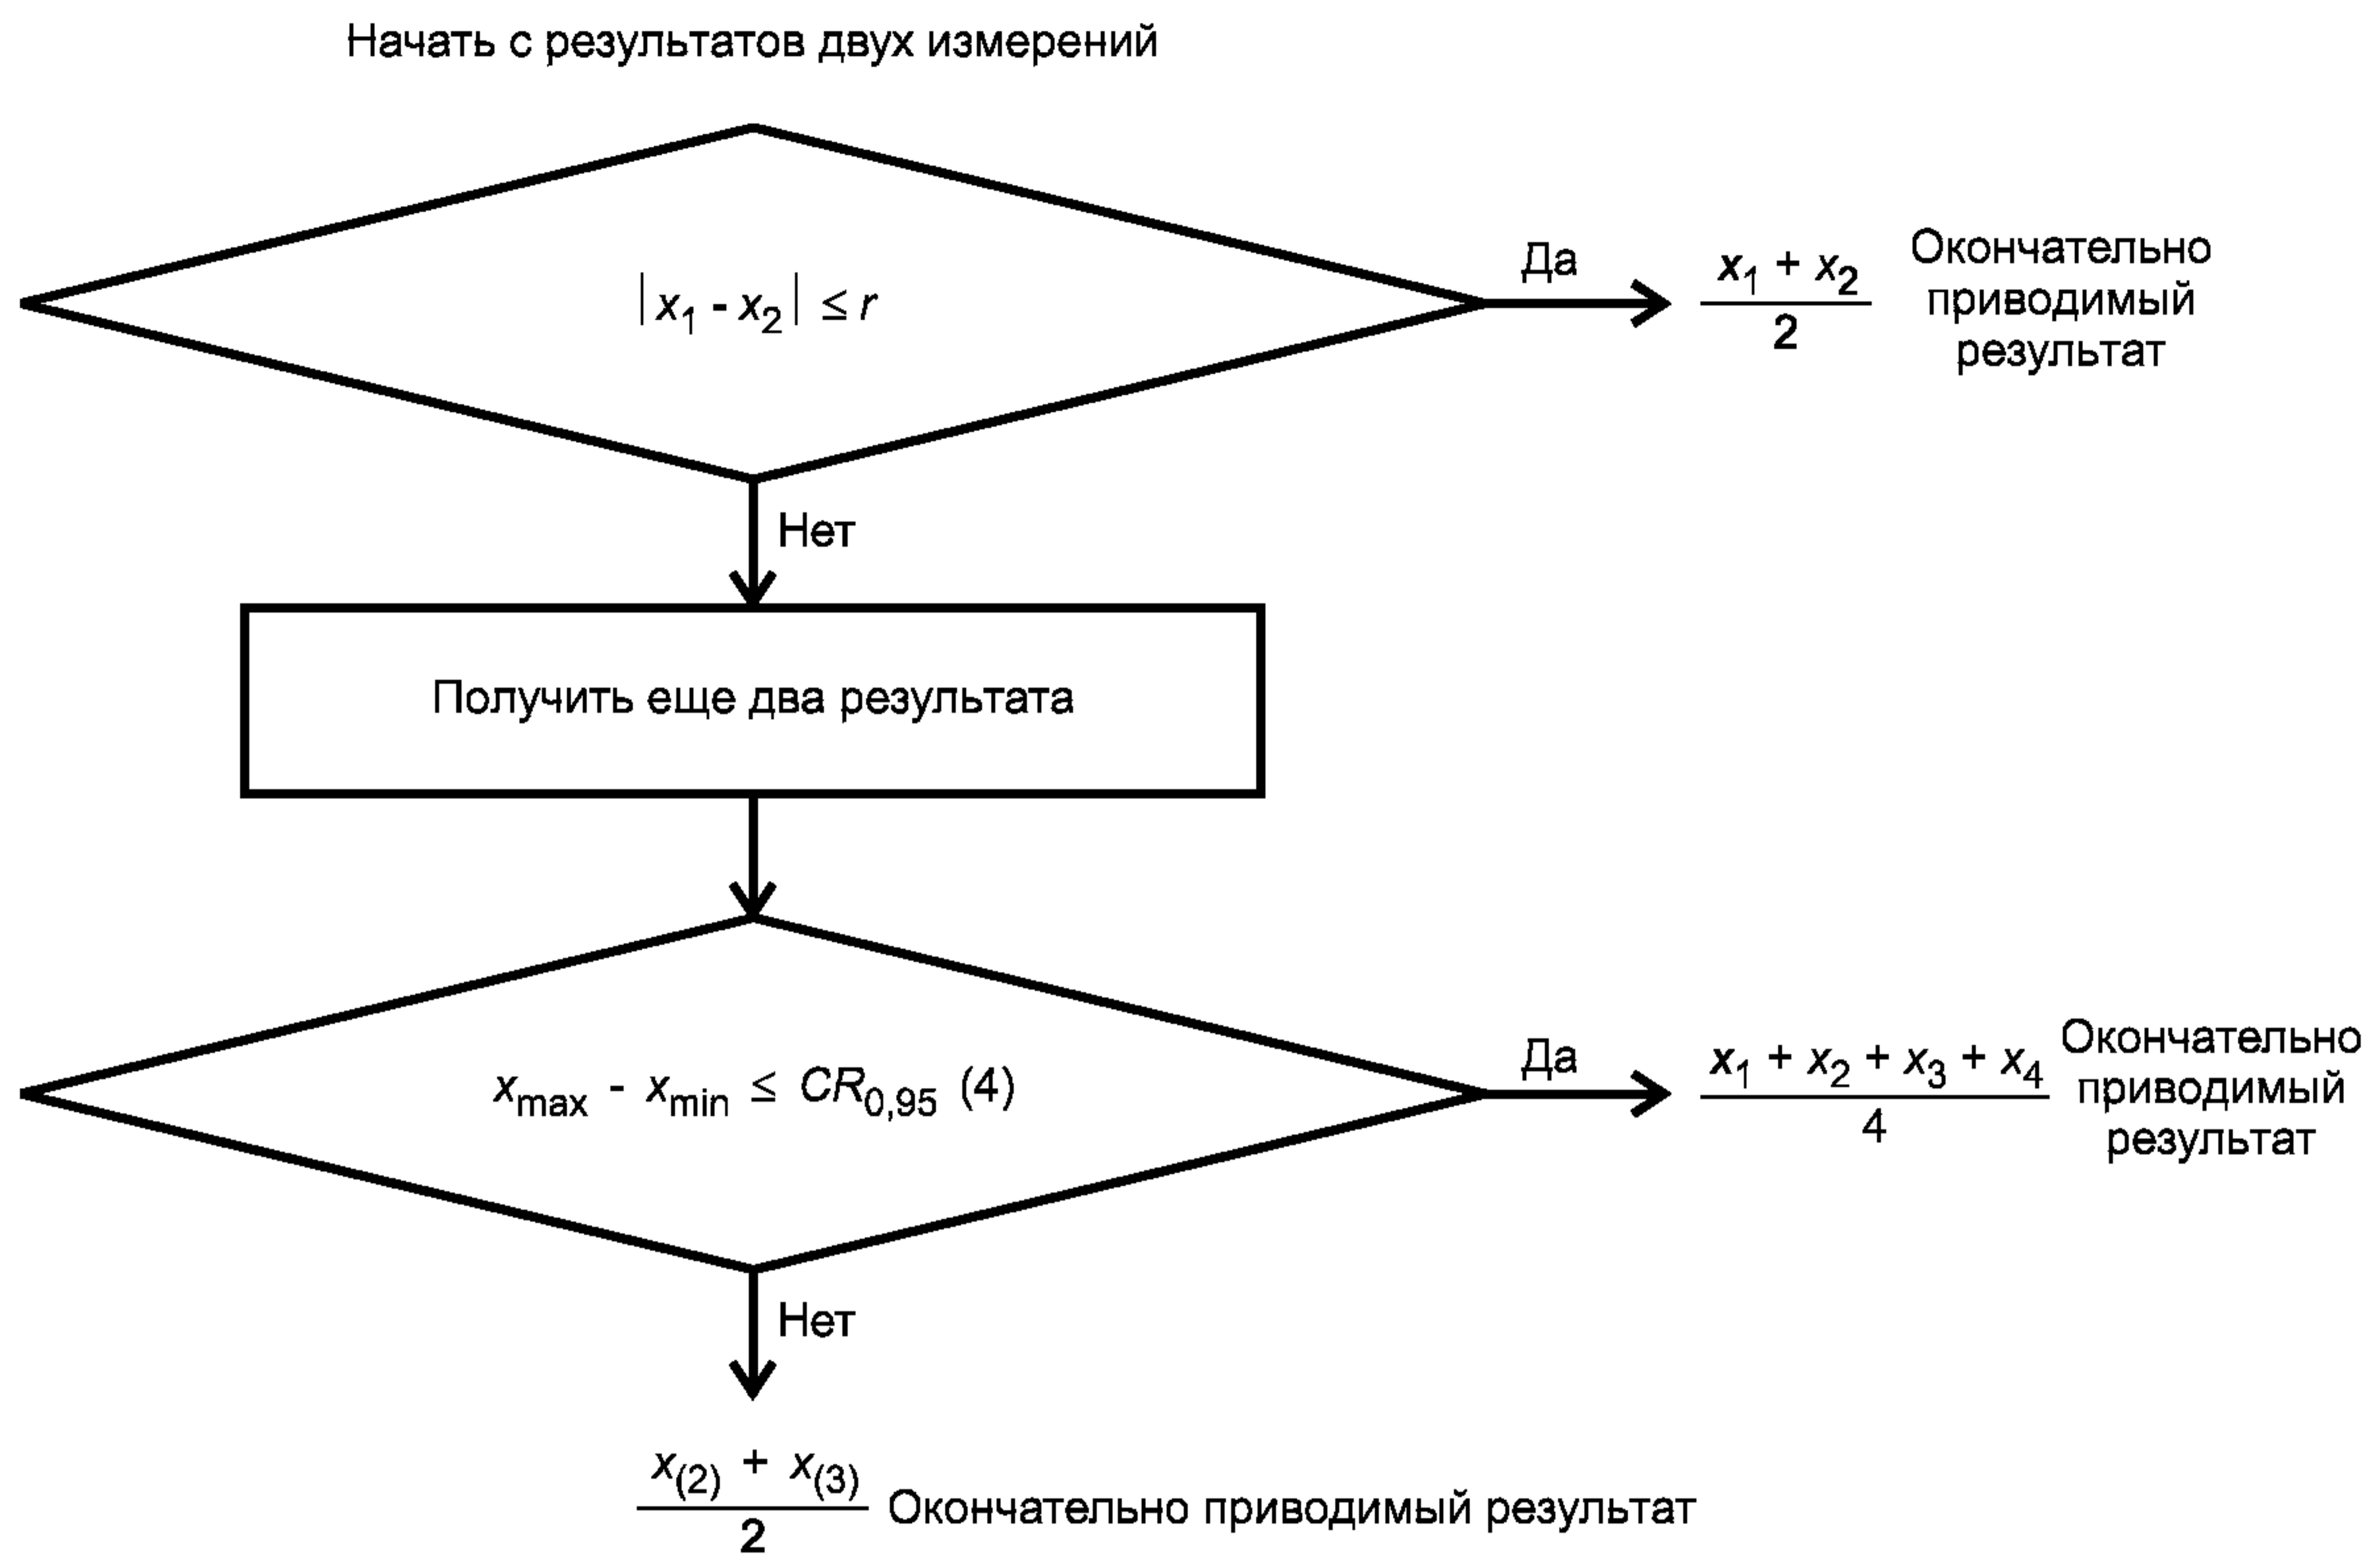 Начать с результатов двух измерений
|x₁ - x₂| ≤ r
Да
x₁ + x₂
2
Окончательно
приводимый
результат
Нет
Получить еще два результата
xmax - xmin ≤ CR0,95 (4)
Да
x₁ + x₂ + x₃ + x₄
4
Окончательно
приводимый
результат
Нет
x(2) + x(3)
2
Окончательно приводимый результат